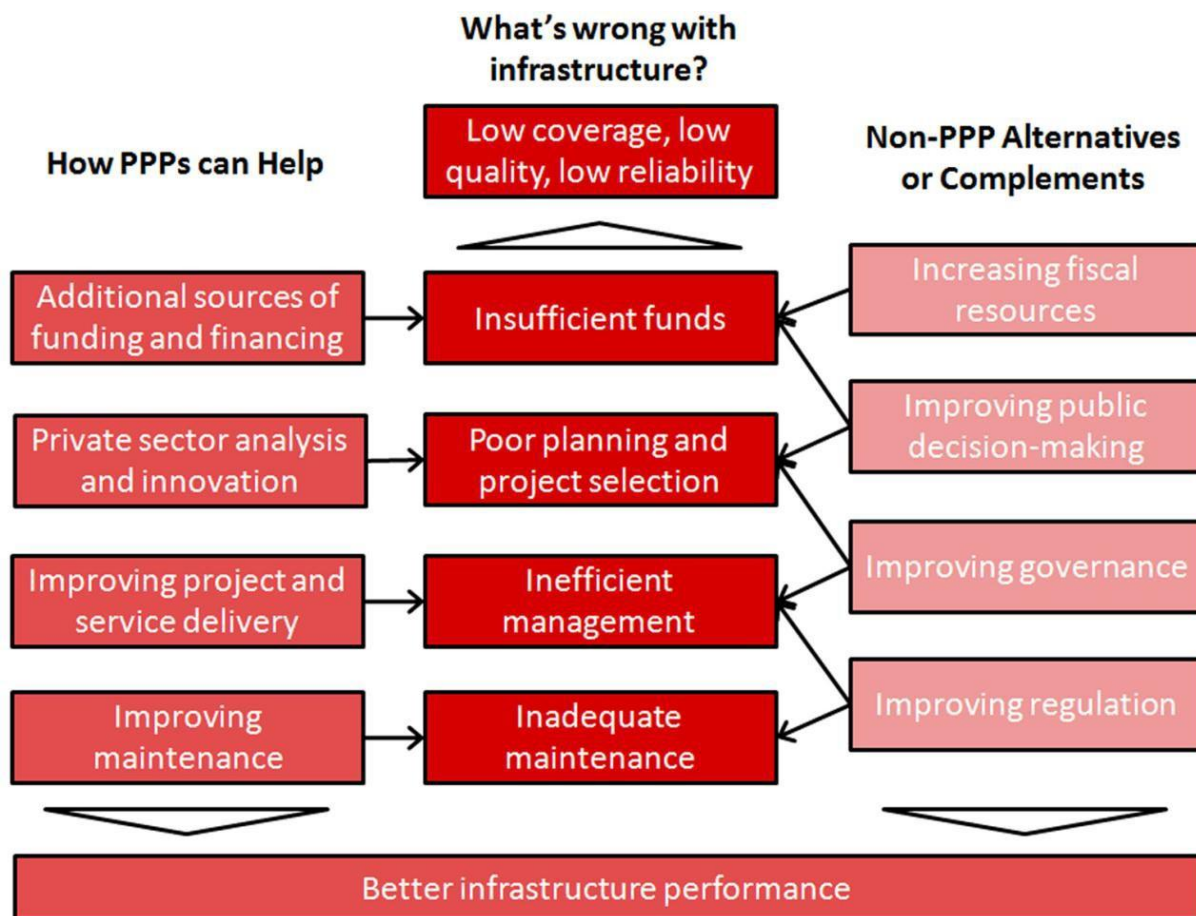 What's wrong with
infrastructure?
How PPPs can Help
Low coverage, low
quality, low reliability
Non-PPP Alternatives
or Complements
Additional sources of
funding and financing
Insufficient funds
Increasing fiscal
resources
Private sector analysis
and innovation
Poor planning and
project selection
Improving public
decision-making
Improving project and
service delivery
Inefficient
management
Improving governance
Improving
maintenance
Inadequate
maintenance
Improving regulation
Better infrastructure performance